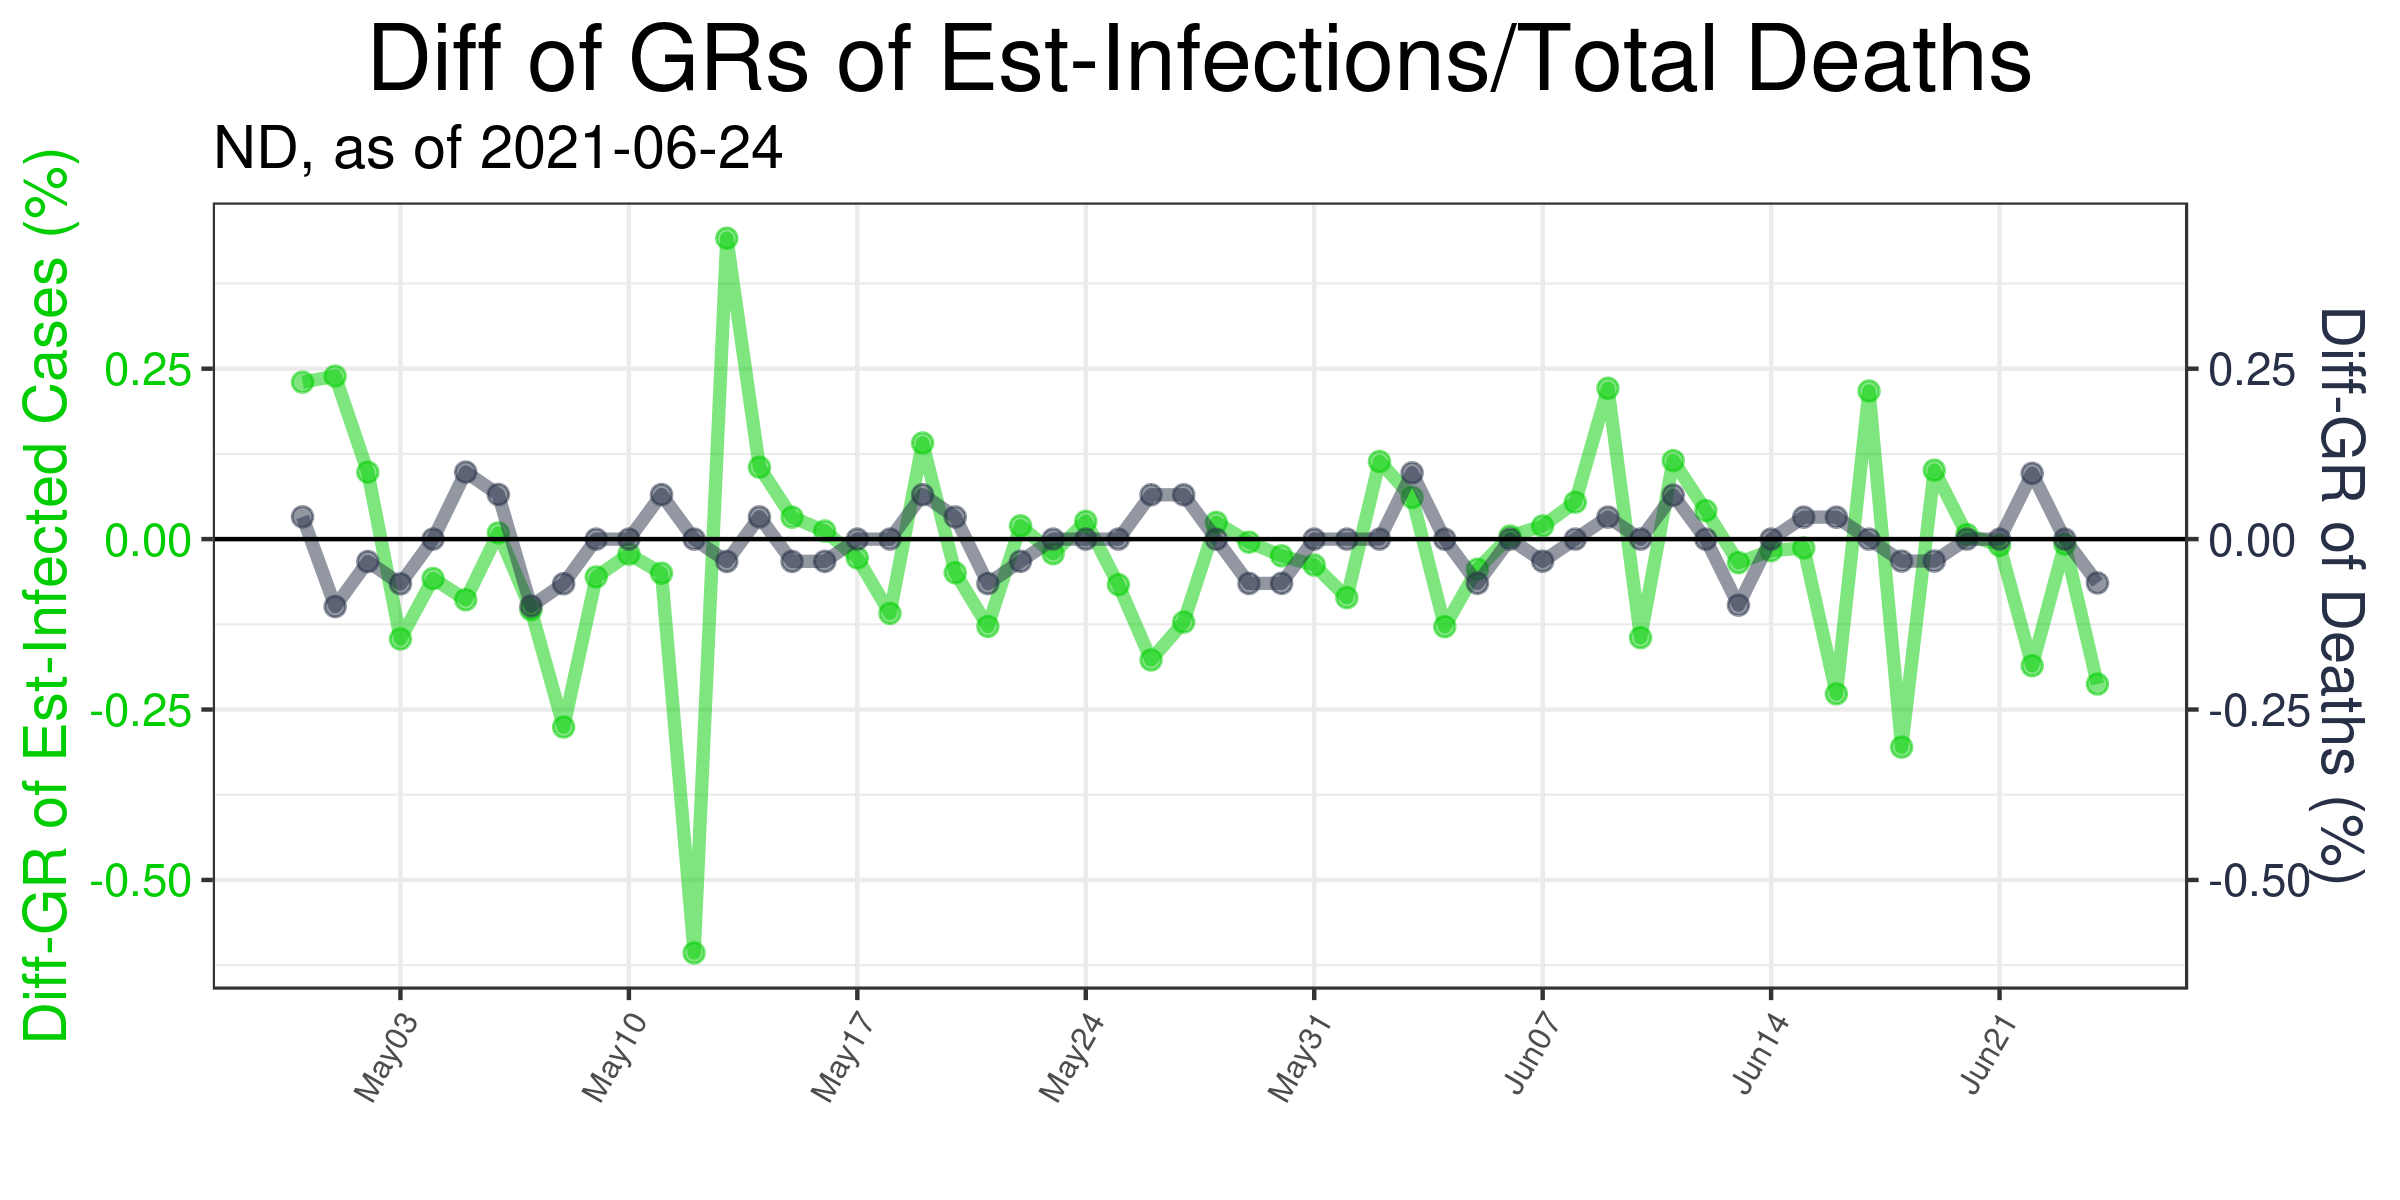 Diff of GRs of Est-Infections/Total Deaths
ND, as of 2021-06-24
Diff-GR of Est-Infected Cases (%)
0.25
0.00
-0.25
-0.50
0.25
0.00
-0.25
-0.50
Diff-GR of Deaths (%)
May03
May10
May17
May24
May31
Jun07
Jun14
Jun21